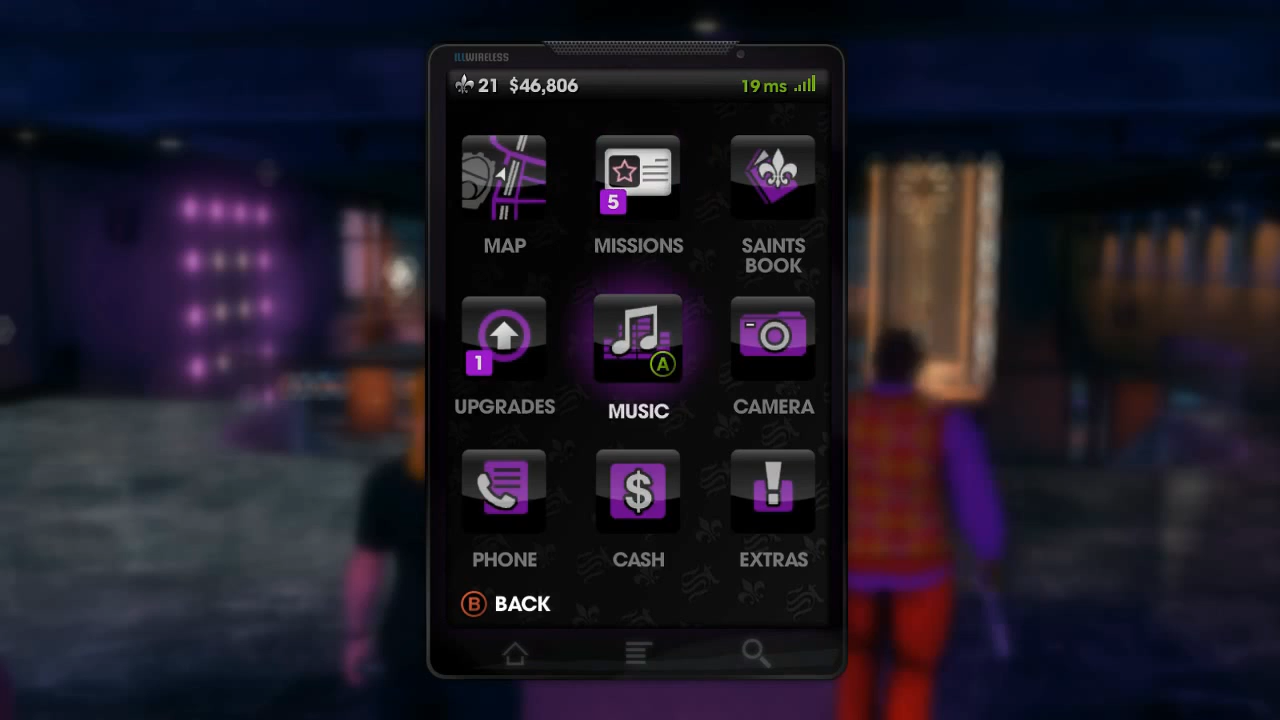 ILLWIRELESS
21 $46,806 19 ms
5
MAP MISSIONS SAINTS
BOOK
1 A
UPGRADES MUSIC CAMERA
$ !
PHONE CASH EXTRAS
B BACK